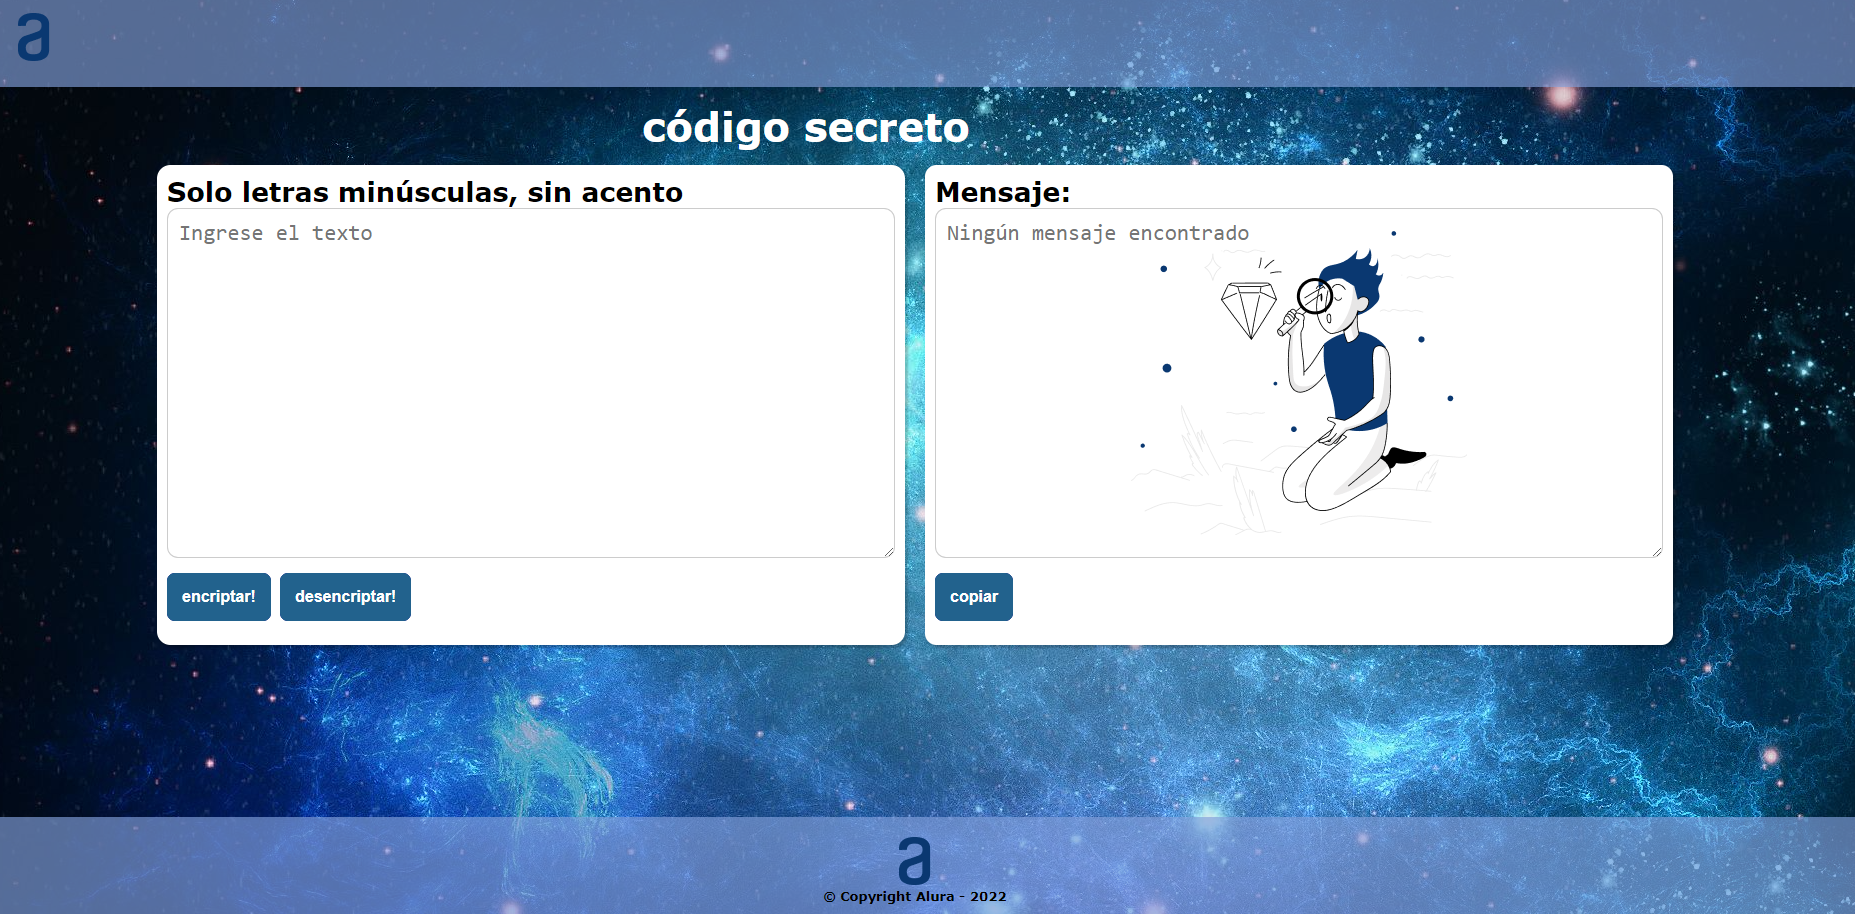 a
código secreto
Solo letras minúsculas, sin acento
Ingrese el texto
encriptar!
desencriptar!
Mensaje:
Ningún mensaje encontrado
copiar
a
© Copyright Alura - 2022